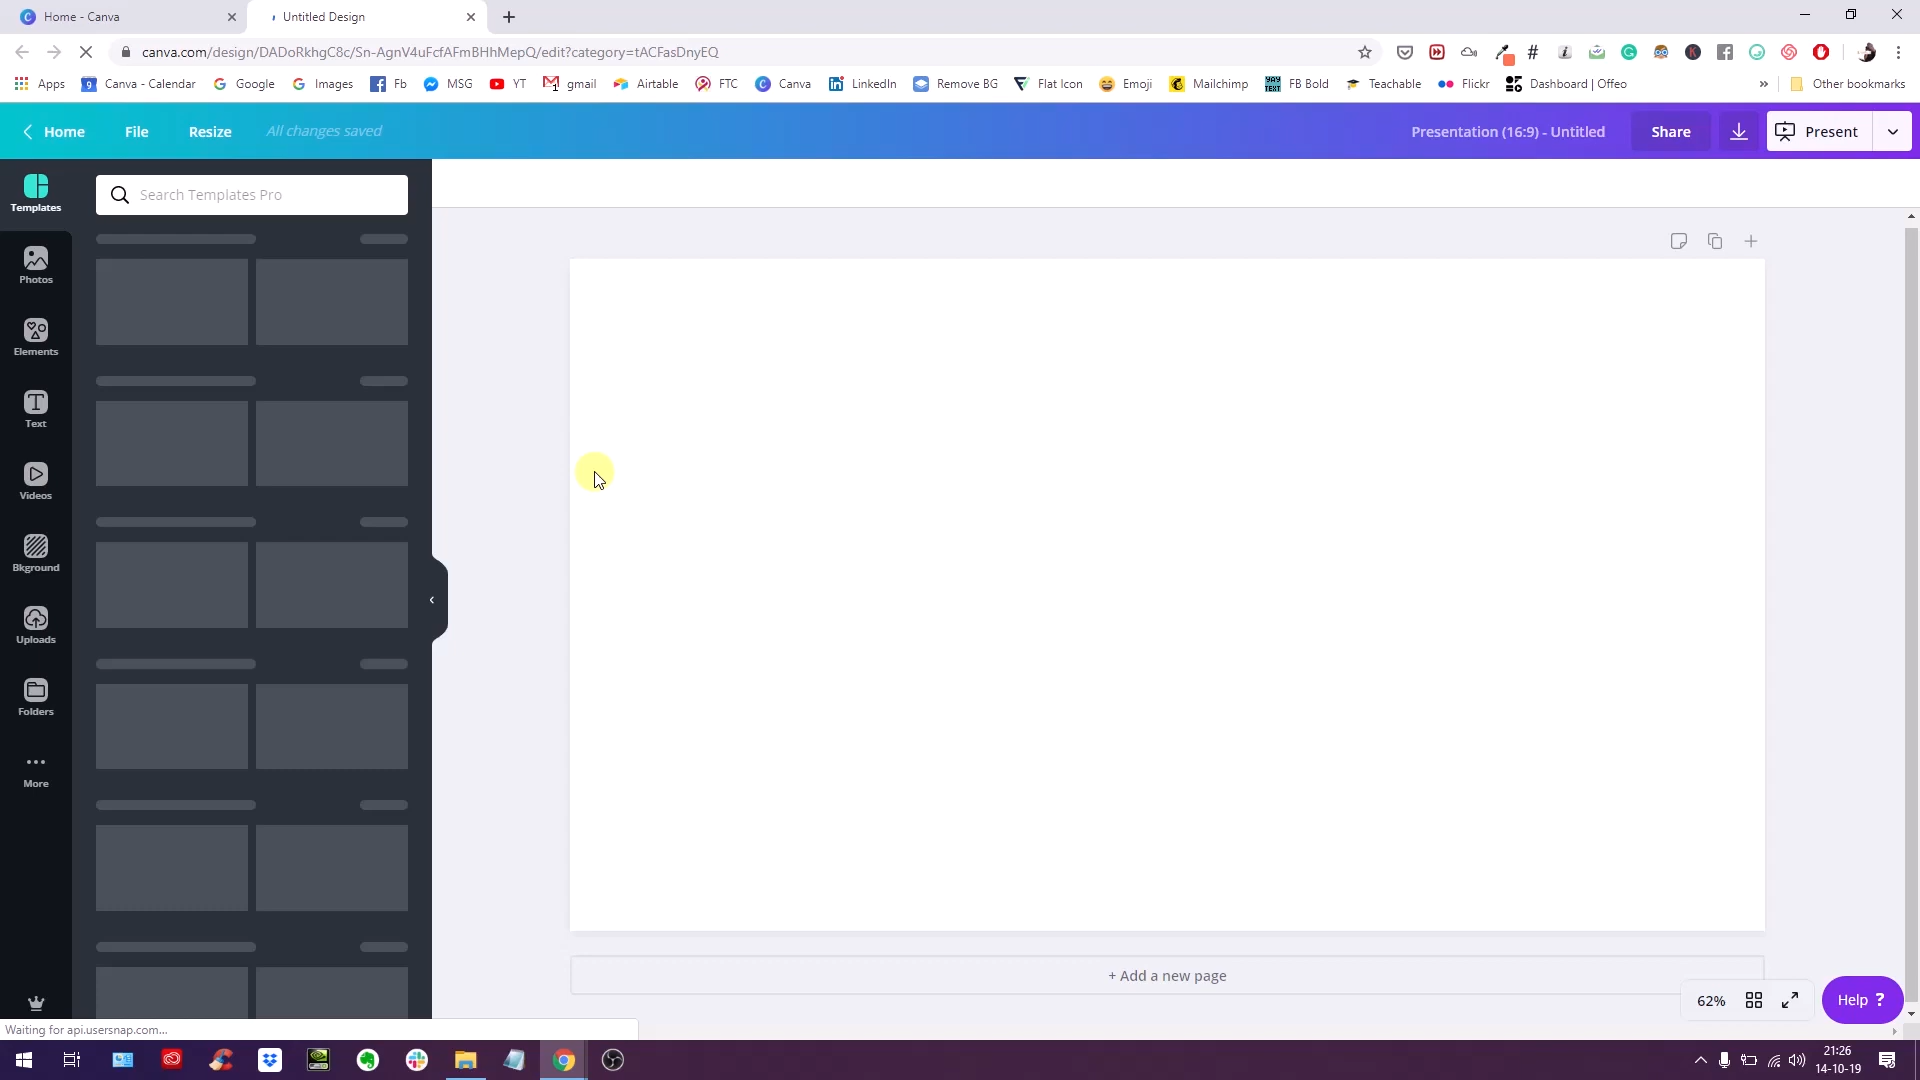 Home - Canva
Untitled Design
canva.com/design/DADoRkhgC8c/Sn-AgnV4uFcfAFmBHhMepQ/edit?category=tACFasDnyEQ
Apps Canva - Calendar Google Images Fb MSG YT gmail Airtable FTC Canva LinkedIn Remove BG Flat Icon Emoji Mailchimp FB Bold Teachable Flickr Dashboard | Offeo » Other bookmarks
Home File Resize All changes saved Presentation (16:9) - Untitled Share Present
Templates
Search Templates Pro
Photos
Elements
Text
Videos
Bkground
Uploads
Folders
More
+ Add a new page
62%
Help ?
Waiting for api.usersnap.com...
21:26
14-10-19